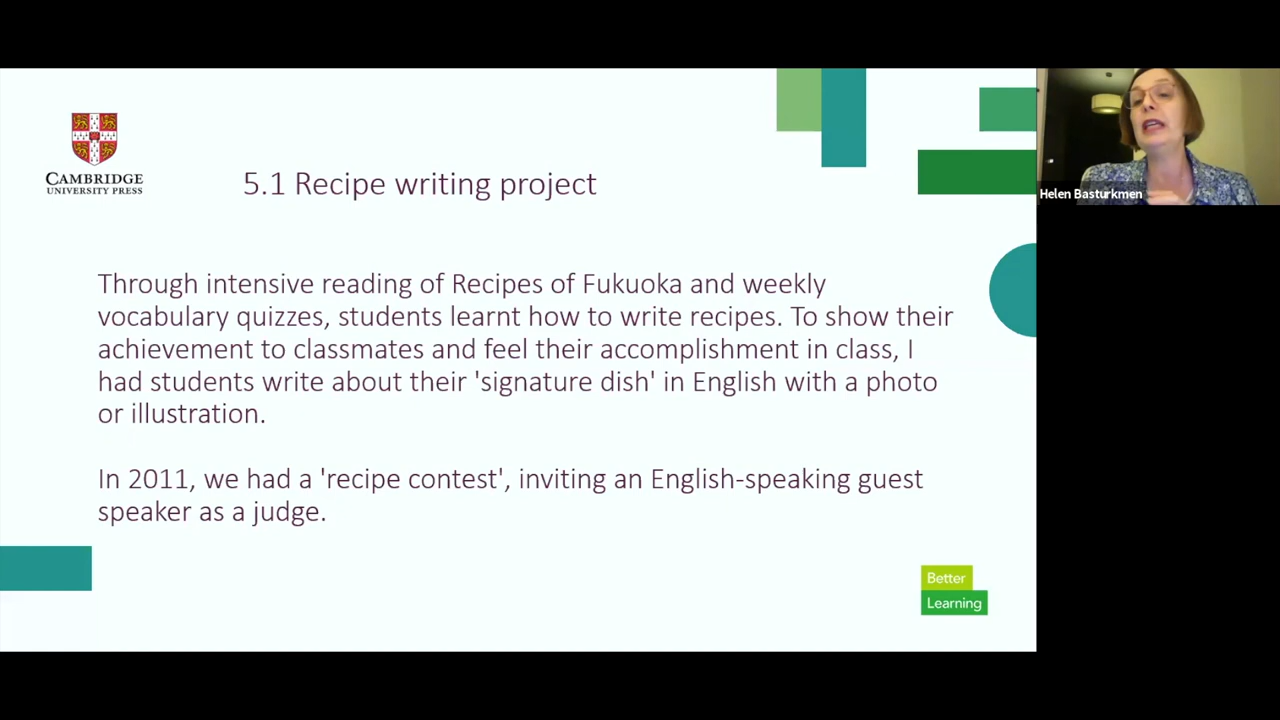 CAMBRIDGE
UNIVERSITY PRESS
5.1 Recipe writing project
Through intensive reading of Recipes of Fukuoka and weekly
vocabulary quizzes, students learnt how to write recipes. To show their
achievement to classmates and feel their accomplishment in class, I
had students write about their 'signature dish' in English with a photo
or illustration.
In 2011, we had a 'recipe contest', inviting an English-speaking guest
speaker as a judge.
Better
Learning
Helen Basturkmen